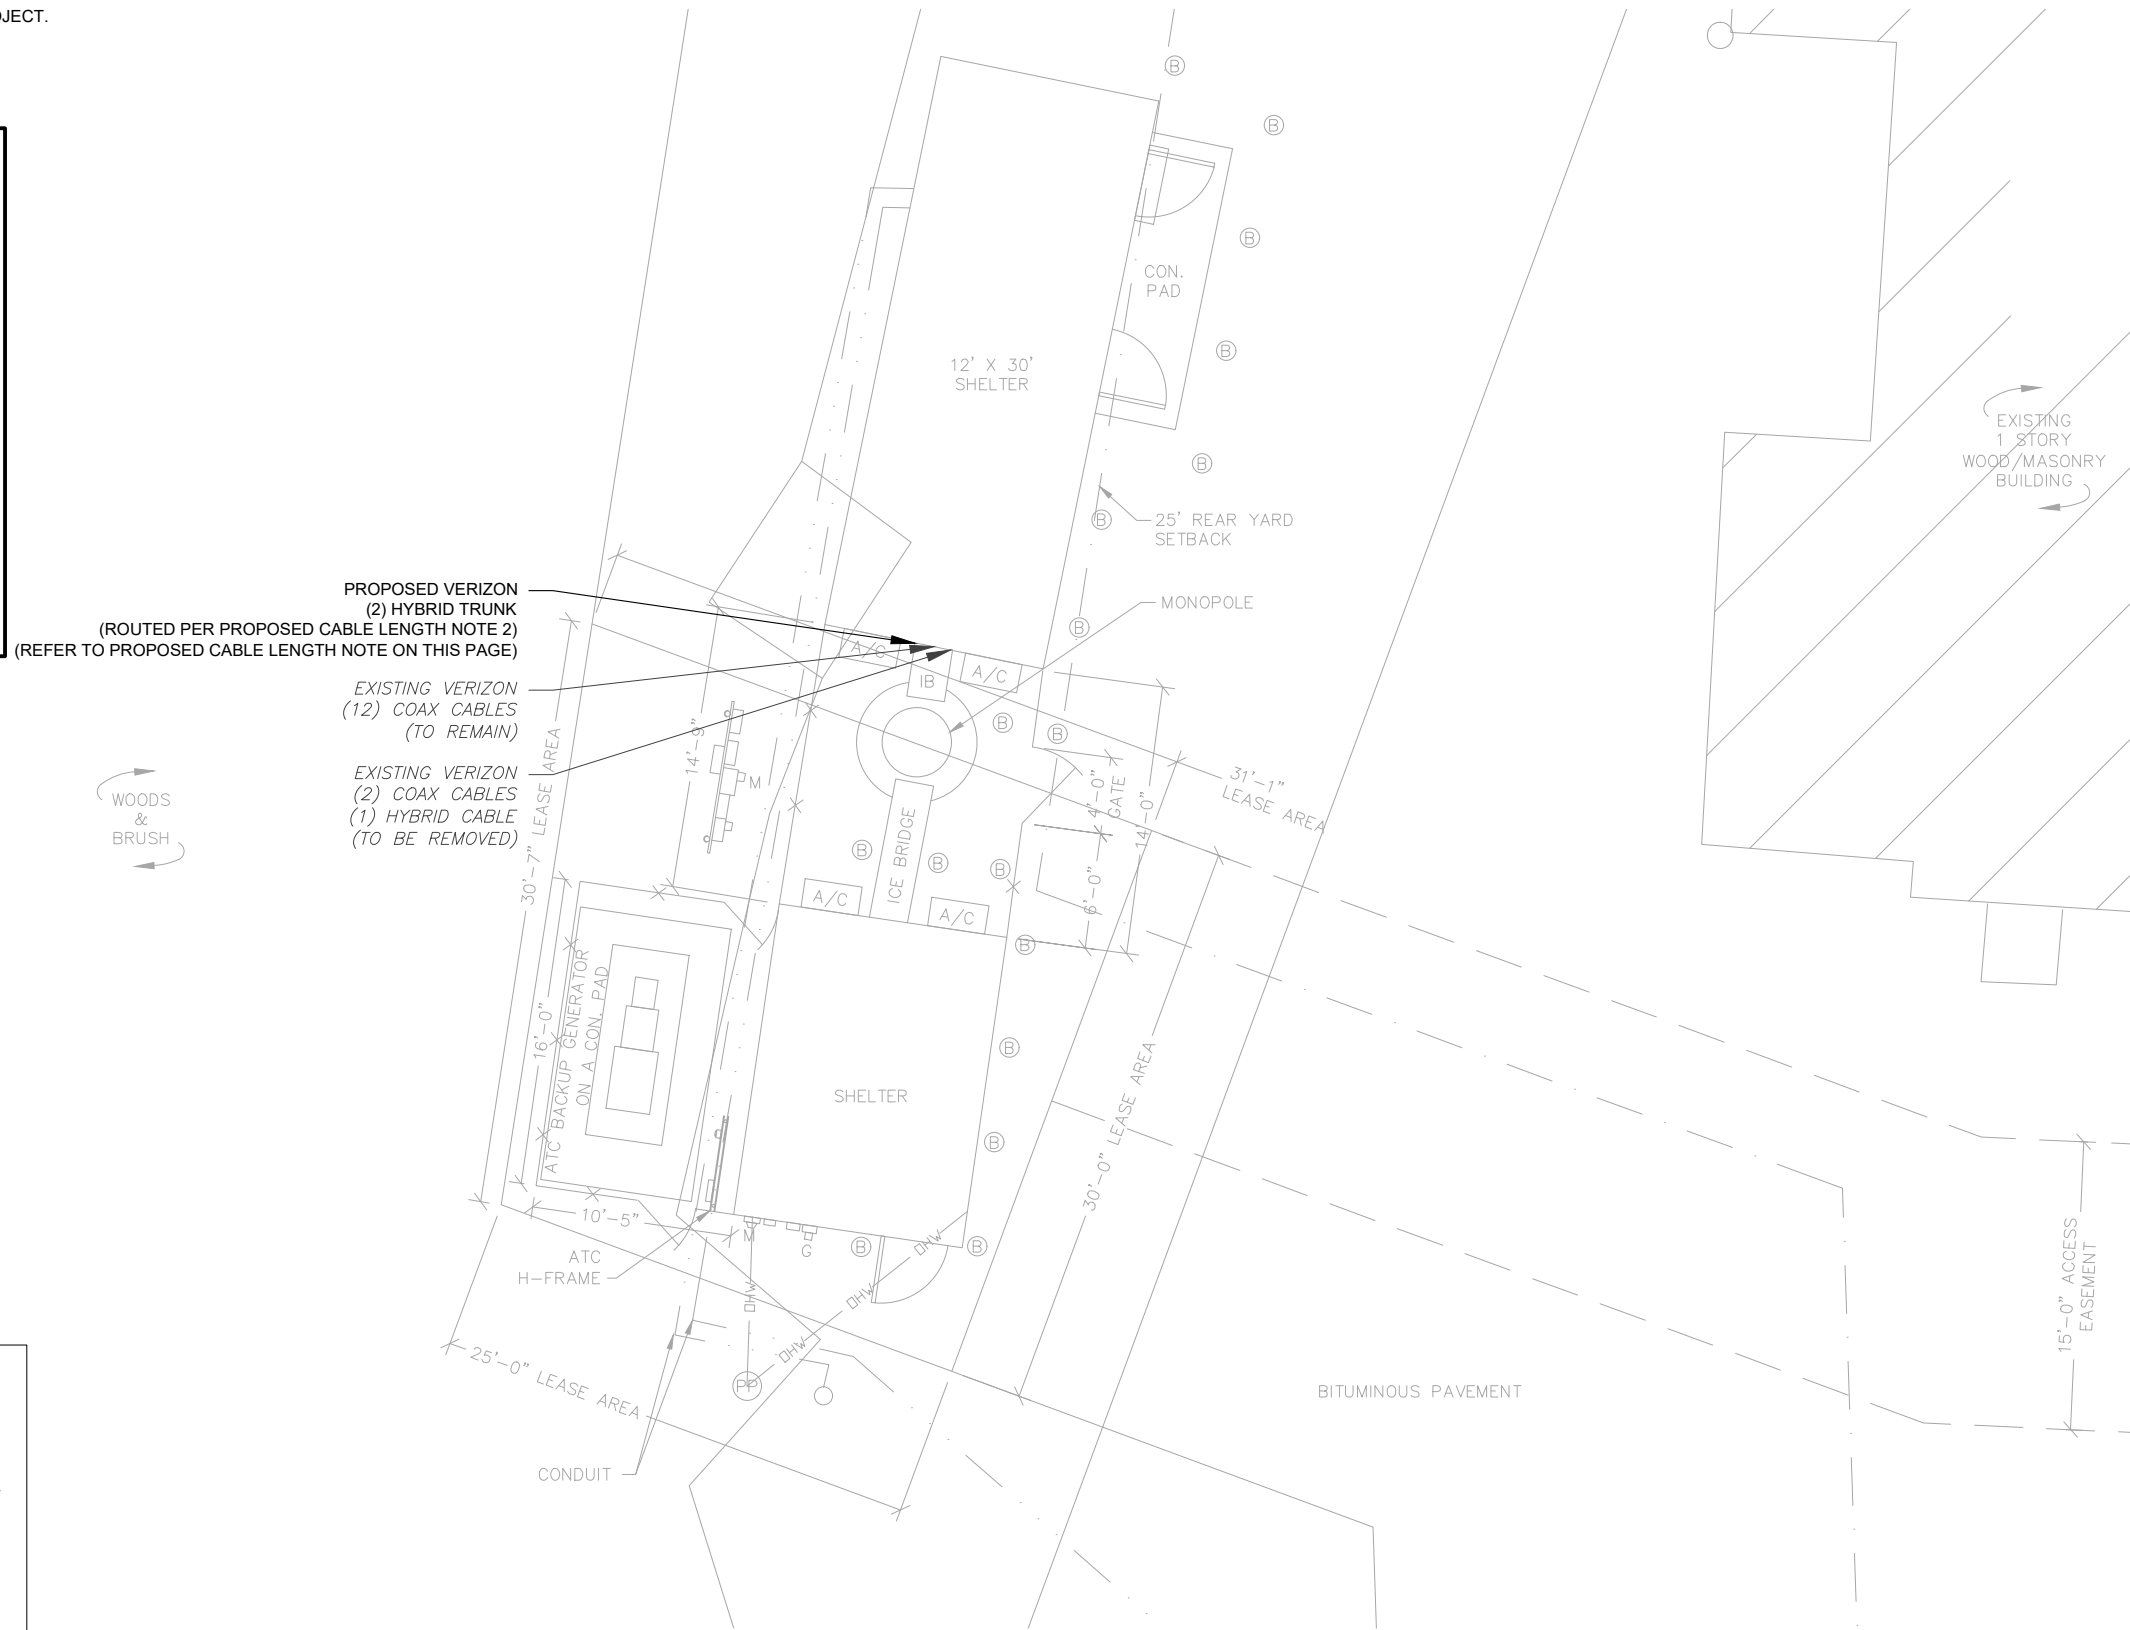 OJECT.
Ⓑ
Ⓑ
Ⓑ
CON.
PAD
Ⓑ
12' X 30'
SHELTER
EXISTING
1 STORY
WOOD/MASONRY
BUILDING
Ⓑ
Ⓑ
25' REAR YARD
SETBACK
PROPOSED VERIZON
(2) HYBRID TRUNK
(ROUTED PER PROPOSED CABLE LENGTH NOTE 2)
(REFER TO PROPOSED CABLE LENGTH NOTE ON THIS PAGE)
MONOPOLE
Ⓑ
A/C
IB
A/C
EXISTING VERIZON
(12) COAX CABLES
(TO REMAIN)
Ⓑ
Ⓑ
14'-9"
M
EXISTING VERIZON
(2) COAX CABLES
(1) HYBRID CABLE
(TO BE REMOVED)
WOODS
&
BRUSH
30'-7" LEASE AREA
4'-0"
GATE
14'-0"
31'-1"
LEASE AREA
ICE BRIDGE
Ⓑ
Ⓑ
Ⓑ
A/C
A/C
6'-0"
Ⓑ
16'-0"
ATC BACKUP GENERATOR
ON A CON. PAD
SHELTER
Ⓑ
Ⓑ
30'-0" LEASE AREA
10'-5"
M
G
Ⓑ
Ⓑ
OHW
ATC
H-FRAME
OHW
OHW
OHW
15'-0" ACCESS
EASEMENT
25'-0" LEASE AREA
PP
BITUMINOUS PAVEMENT
CONDUIT